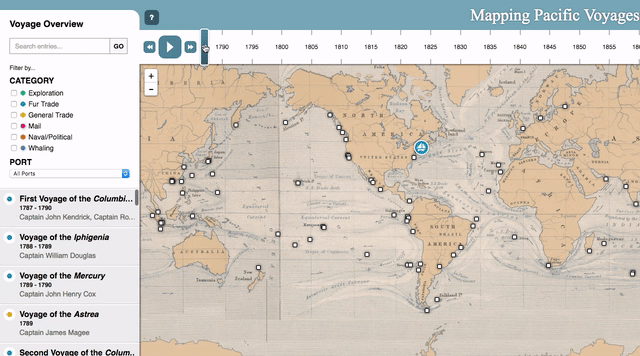 Voyage Overview
?
Mapping Pacific Voyages
Search entries...
GO
1790
1795
1800
1805
1810
1815
1820
1825
1830
1835
1840
1845
1850
1855
Filter by...
CATEGORY
Exploration
Fur Trade
General Trade
Mail
Naval/Political
Whaling
PORT
All Ports
+
−
NORTH
AMERICA
UNITED STATES
SOUTH
AMERICA
BRAZIL
AUSTRALIA
First Voyage of the Columbi...
1787 - 1790
Captain John Kendrick, Captain Ro...
Voyage of the Iphigenia
1788 - 1789
Captain William Douglas
Voyage of the Mercury
1789 - 1790
Captain John Henry Cox
Voyage of the Astrea
1789
Captain James Magee
Second Voyage of the Colum..